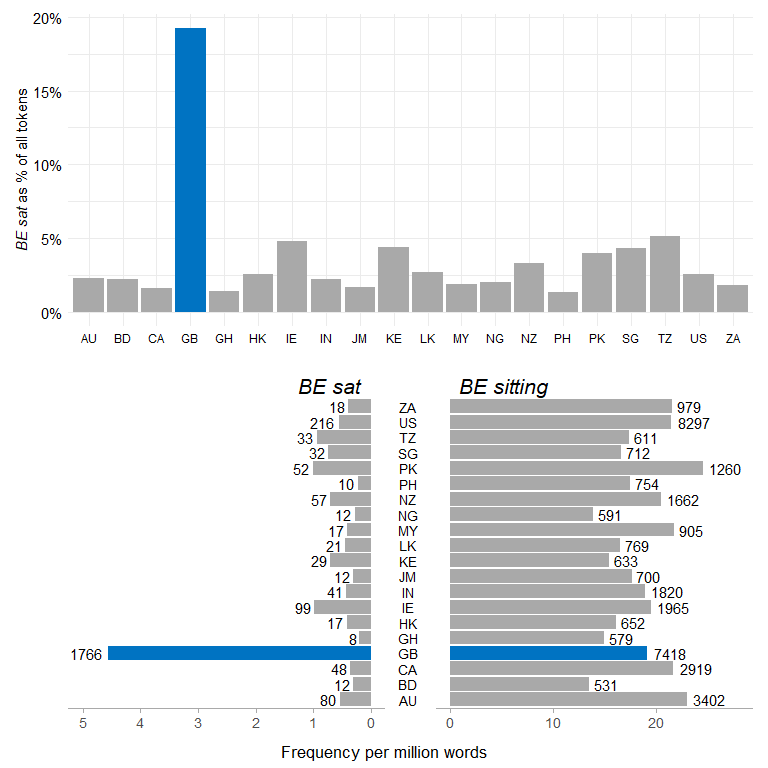 BE sat as % of all tokens
20%
15%
10%
5%
0%
AU BD CA GB GH HK IE IN JM KE LK MY NG NZ PH PK SG TZ US ZA
BE sat BE sitting
18 ZA 979
216 US 8297
33 TZ 611
32 SG 712
52 PK 1260
10 PH 754
57 NZ 1662
12 NG 591
17 MY 905
21 LK 769
29 KE 633
12 JM 700
41 IN 1820
99 IE 1965
17 HK 652
8 GH 579
1766 GB 7418
48 CA 2919
12 BD 531
80 AU 3402
5 4 3 2 1 0 0 10 20
Frequency per million words